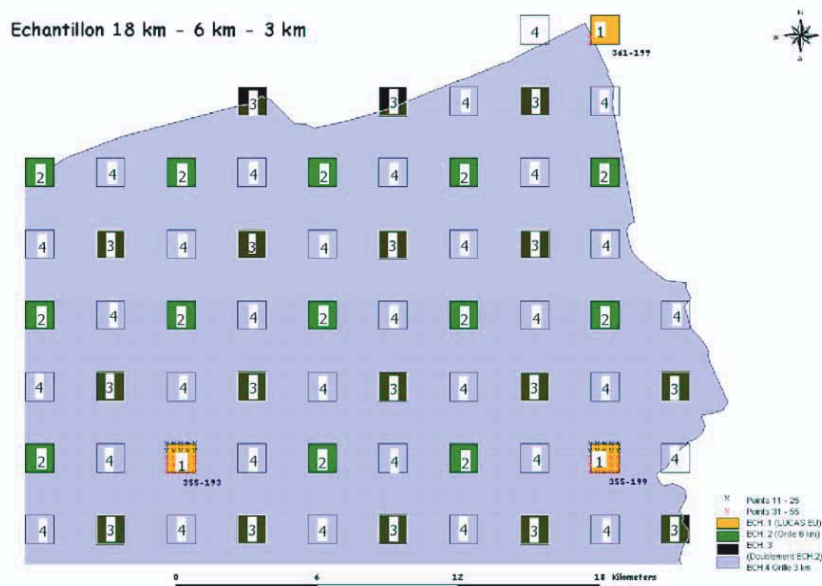 Echantillon 18 km - 6 km - 3 km
N
W E
S
4 1
361-199
3 3 4 3 4
2 4 2 4 2 4 2 4 2
4 3 4 3 4 3 4 3 4
2 4 2 4 2 4 2 4 2 4
4 3 4 3 4 3 4 3 4 3
2 4 1 4 2 4 2 4 1 4
355-193 355-199
4 3 4 3 4 3 4 3 4 3
Points 11 - 25
Points 31 - 55
ECH. 1 (LUCAS EU)
ECH. 2 (Grille 6 km)
ECH. 3
(Doublement ECH.2)
ECH.4 Grille 3 km
0 6 12 18 Kilometers